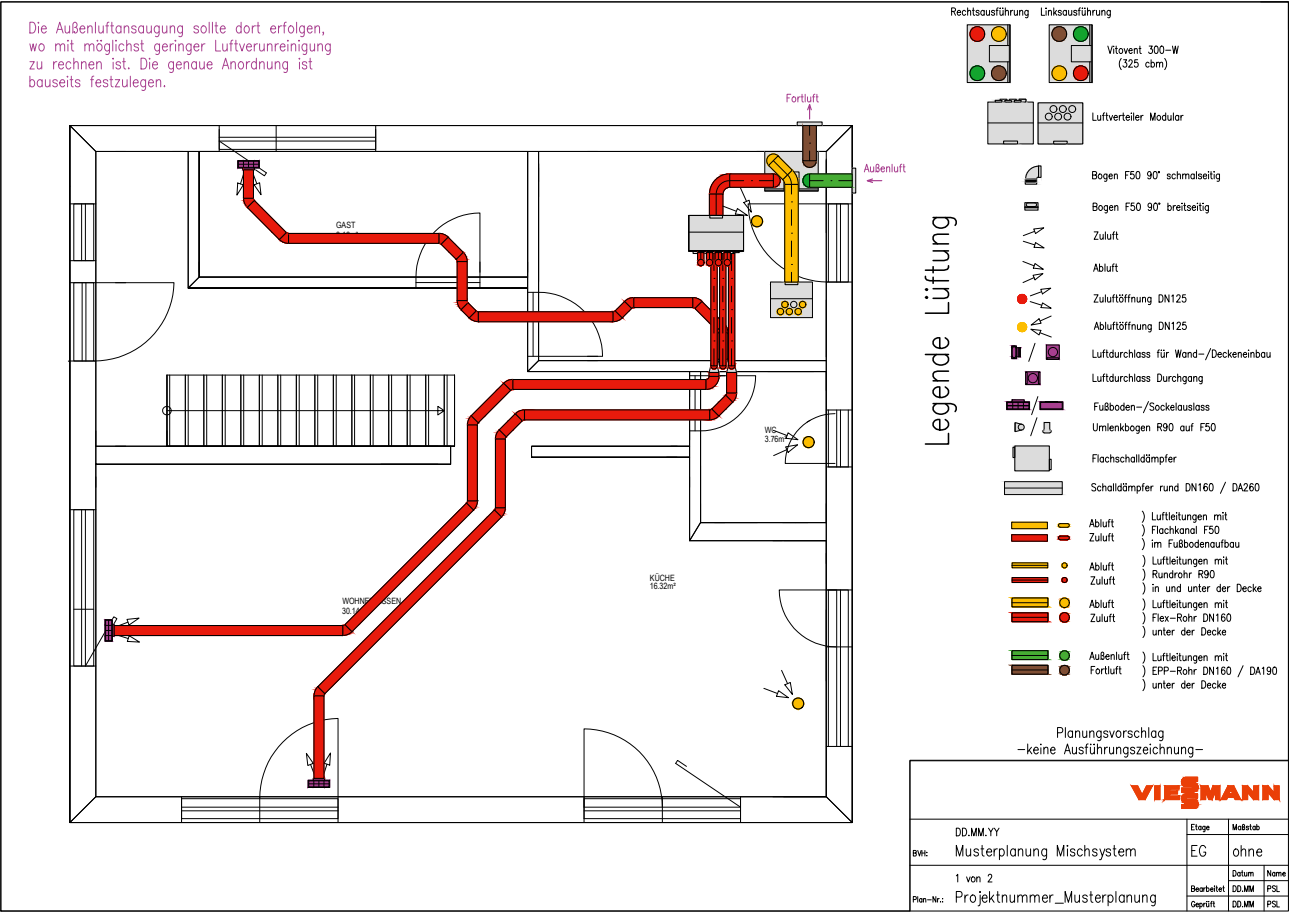 Die Außenluftansaugung sollte dort erfolgen,
wo mit möglichst geringer Luftverunreinigung
zu rechnen ist. Die genaue Anordnung ist
bauseits festzulegen.
Fortluft
Außenluft
GAST
WC
3.76m²
KÜCHE
16.32m²
Rechtsausführung Linksausführung
Vitovent 300-W
(325 cbm)
Luftverteiler Modular
Legende Lüftung
Bogen F50 90° schmalseitig
Bogen F50 90° breitseitig
Zuluft
Abluft
Zuluftöffnung DN125
Abluftöffnung DN125
Luftdurchlass für Wand-/Deckeneinbau
Luftdurchlass Durchgang
Fußboden-/Sockelauslass
Umlenkbogen R90 auf F50
Flachschalldämpfer
Schalldämpfer rund DN160 / DA260
Abluft ) Luftleitungen mit
Zuluft ) Flachkanal F50
) im Fußbodenaufbau
Abluft ) Luftleitungen mit
Zuluft ) Rundrohr R90
) in und unter der Decke
Abluft ) Luftleitungen mit
Zuluft ) Flex-Rohr DN160
) unter der Decke
Außenluft ) Luftleitungen mit
Fortluft ) EPP-Rohr DN160 / DA190
) unter der Decke
Planungsvorschlag
-keine Ausführungszeichnung-
VIESSMANN
DD.MM.YY
BVH: Musterplanung Mischsystem
Etage Maßstab
EG ohne
1 von 2
Plan-Nr.: Projektnummer_Musterplanung
Datum Name
Bearbeitet DD.MM PSL
Geprüft DD.MM PSL